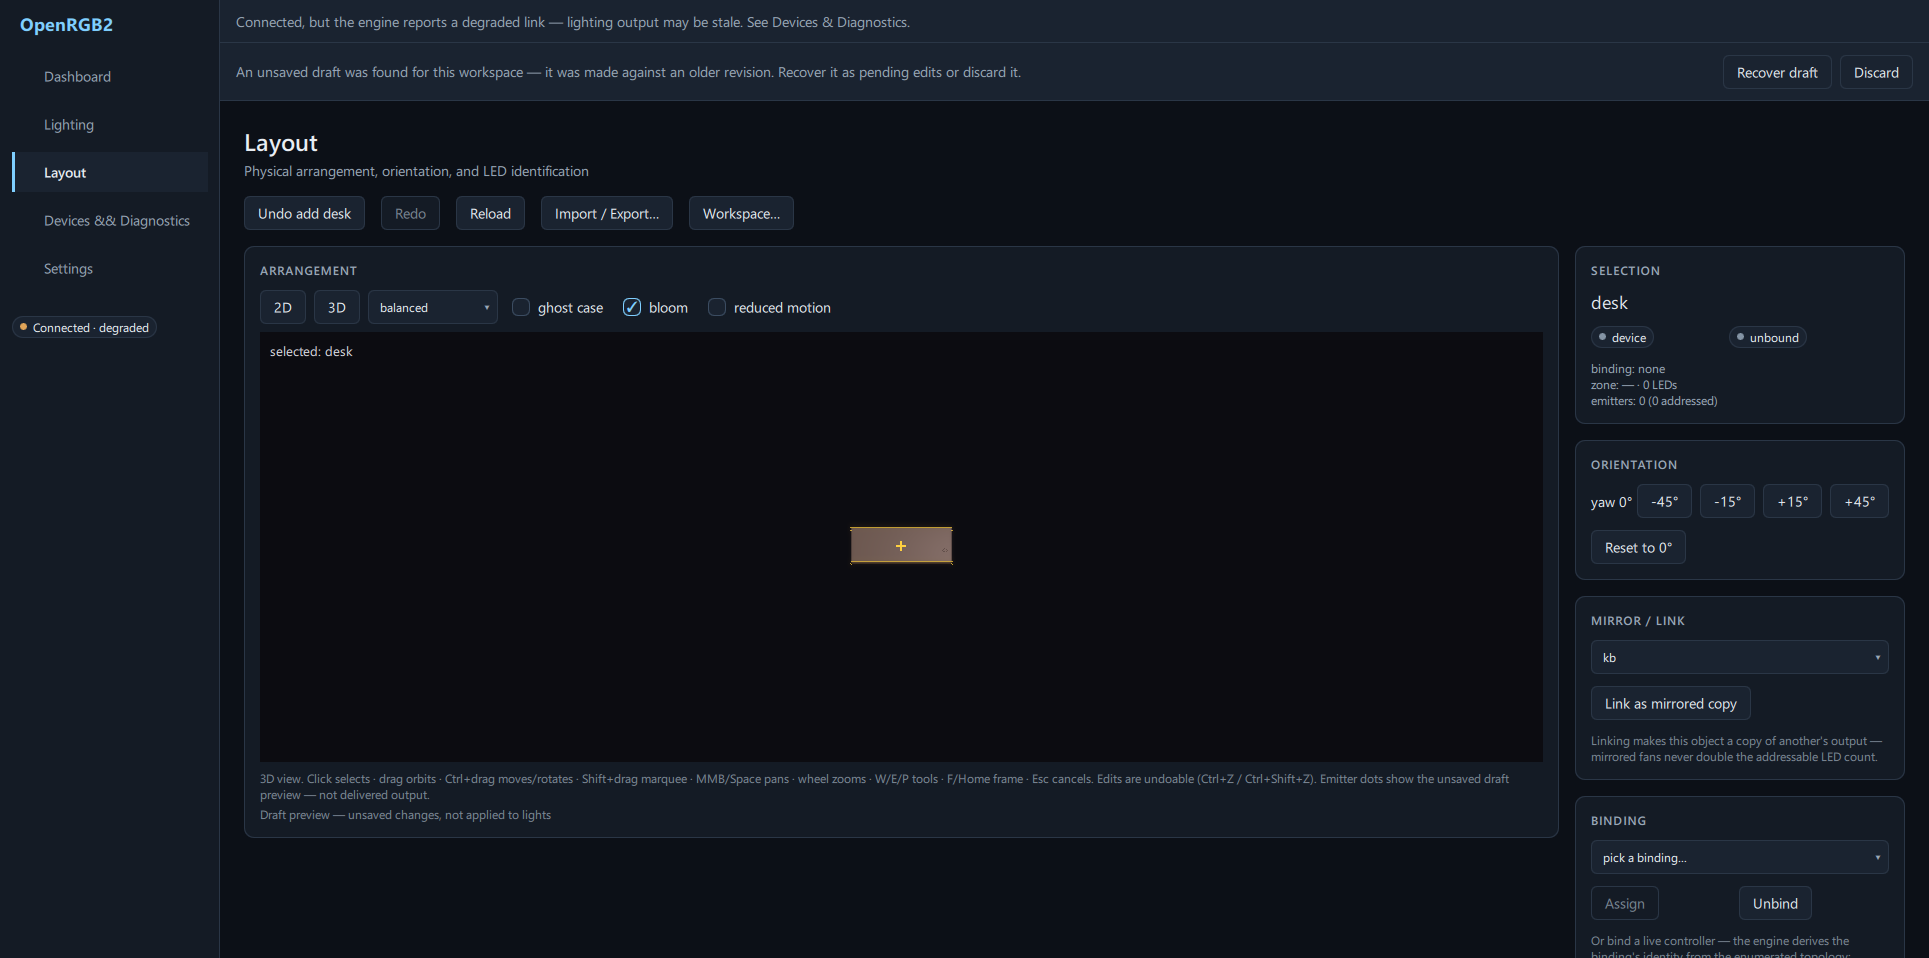 OpenRGB2
Dashboard
Lighting
Layout
Devices && Diagnostics
Settings
Connected · degraded
Connected, but the engine reports a degraded link — lighting output may be stale. See Devices & Diagnostics.
An unsaved draft was found for this workspace — it was made against an older revision. Recover it as pending edits or discard it.
Recover draft
Discard
Layout
Physical arrangement, orientation, and LED identification
Undo add desk
Redo
Reload
Import / Export...
Workspace...
ARRANGEMENT
2D
3D
balanced
ghost case
bloom
reduced motion
selected: desk
3D view. Click selects · drag orbits · Ctrl+drag moves/rotates · Shift+drag marquee · MMB/Space pans · wheel zooms · W/E/P tools · F/Home frame · Esc cancels. Edits are undoable (Ctrl+Z / Ctrl+Shift+Z). Emitter dots show the unsaved draft
preview — not delivered output.
Draft preview — unsaved changes, not applied to lights
SELECTION
desk
device
unbound
binding: none
zone: — · 0 LEDs
emitters: 0 (0 addressed)
ORIENTATION
yaw 0°
-45°
-15°
+15°
+45°
Reset to 0°
MIRROR / LINK
kb
Link as mirrored copy
Linking makes this object a copy of another's output —
mirrored fans never double the addressable LED count.
BINDING
pick a binding...
Assign
Unbind
Or bind a live controller — the engine derives the
binding's identity from the enumerated topology: